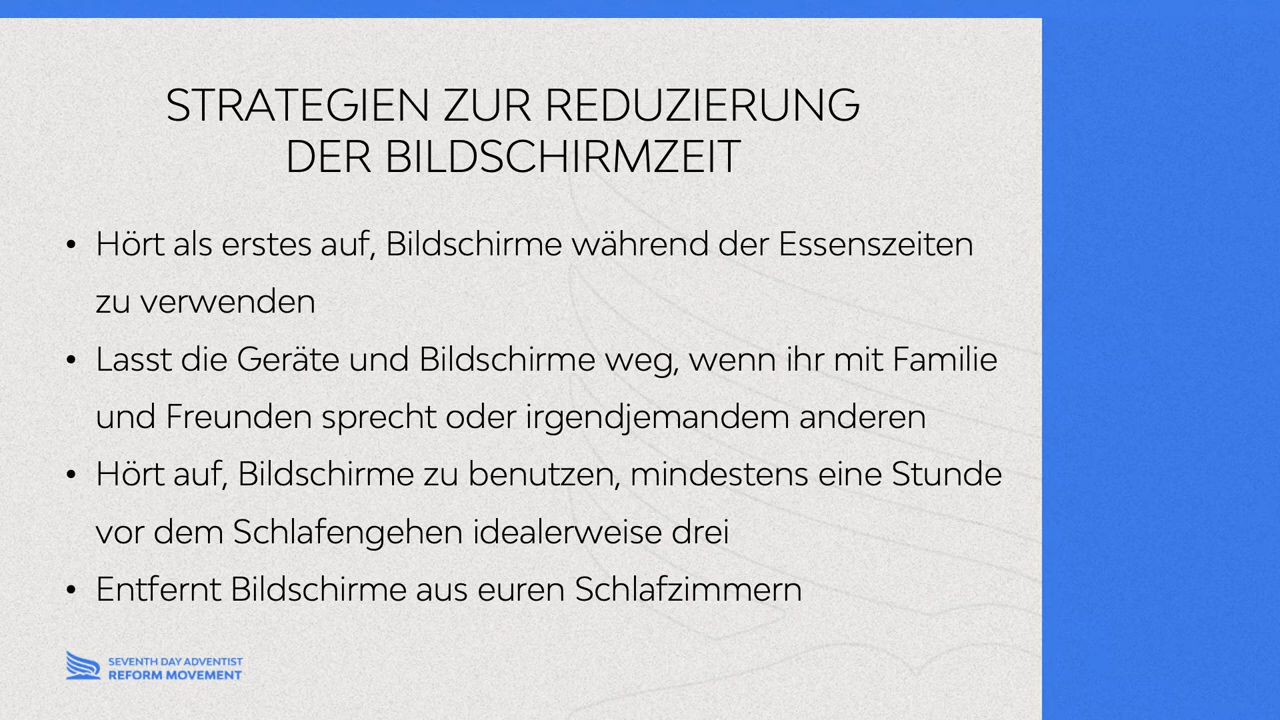 STRATEGIEN ZUR REDUZIERUNG
DER BILDSCHIRMZEIT
• Hört als erstes auf, Bildschirme während der Essenszeiten
zu verwenden
• Lasst die Geräte und Bildschirme weg, wenn ihr mit Familie
und Freunden sprecht oder irgendjemandem anderen
• Hört auf, Bildschirme zu benutzen, mindestens eine Stunde
vor dem Schlafengehen idealerweise drei
• Entfernt Bildschirme aus euren Schlafzimmern
SEVENTH DAY ADVENTIST
REFORM MOVEMENT